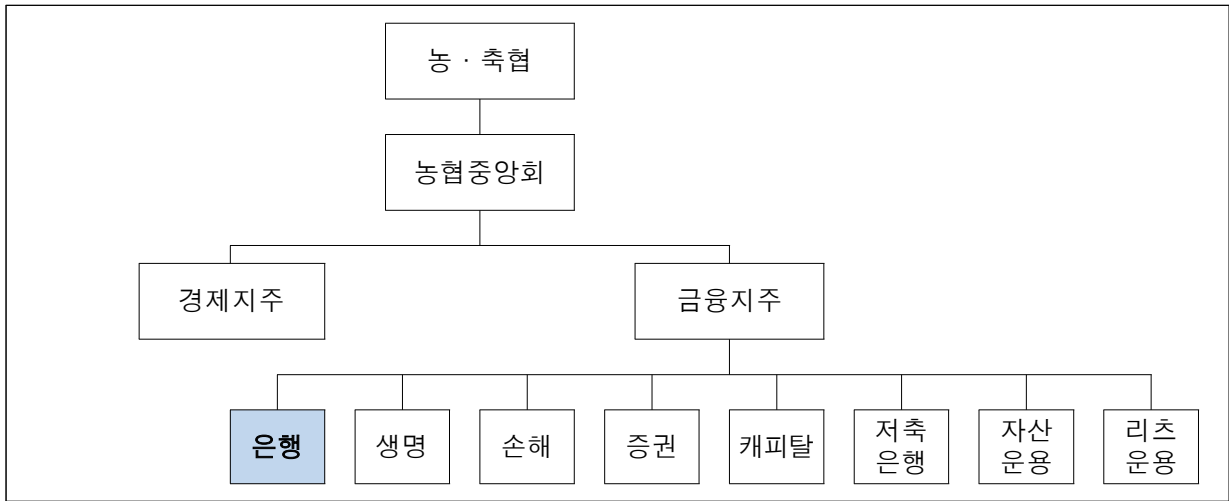 농 · 축협
농협중앙회
경제지주
금융지주
은행
생명
손해
증권
캐피탈
저축
은행
자산
운용
리츠
운용